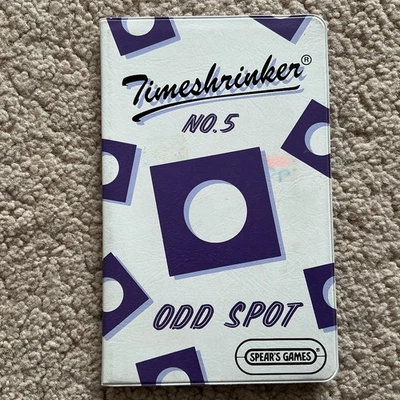 Timeshrinker®
NO.5
ODD SPOT
SPEAR'S GAMES®